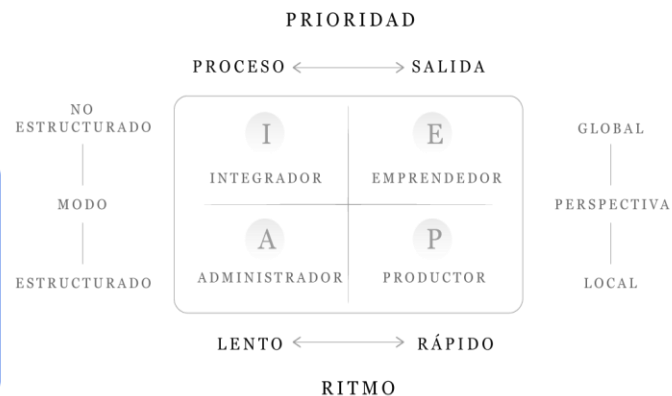 PRIORIDAD
PROCESO SALIDA
NO
ESTRUCTURADO
I E
GLOBAL
INTEGRADOR EMPRENDEDOR
MODO
PERSPECTIVA
A P
ADMINISTRADOR PRODUCTOR
ESTRUCTURADO
LOCAL
LENTO RÁPIDO
RITMO